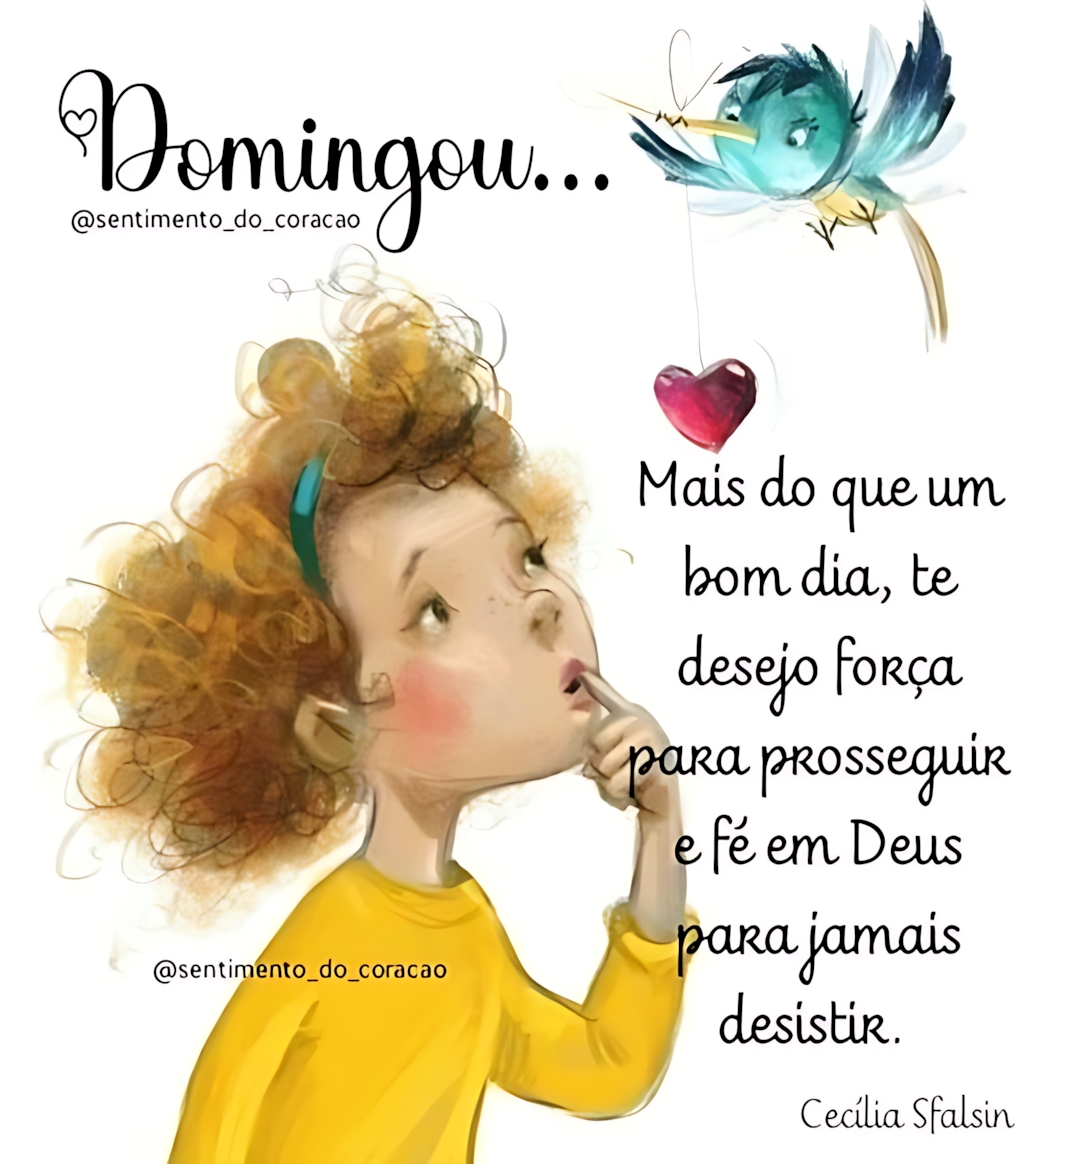 Domingou...
@sentimento_do_coracao
Mais do que um
bom dia, te
desejo força
para prosseguir
e fé em Deus
para jamais
desistir.
@sentimento_do_coracao
Cecília Sfalsin